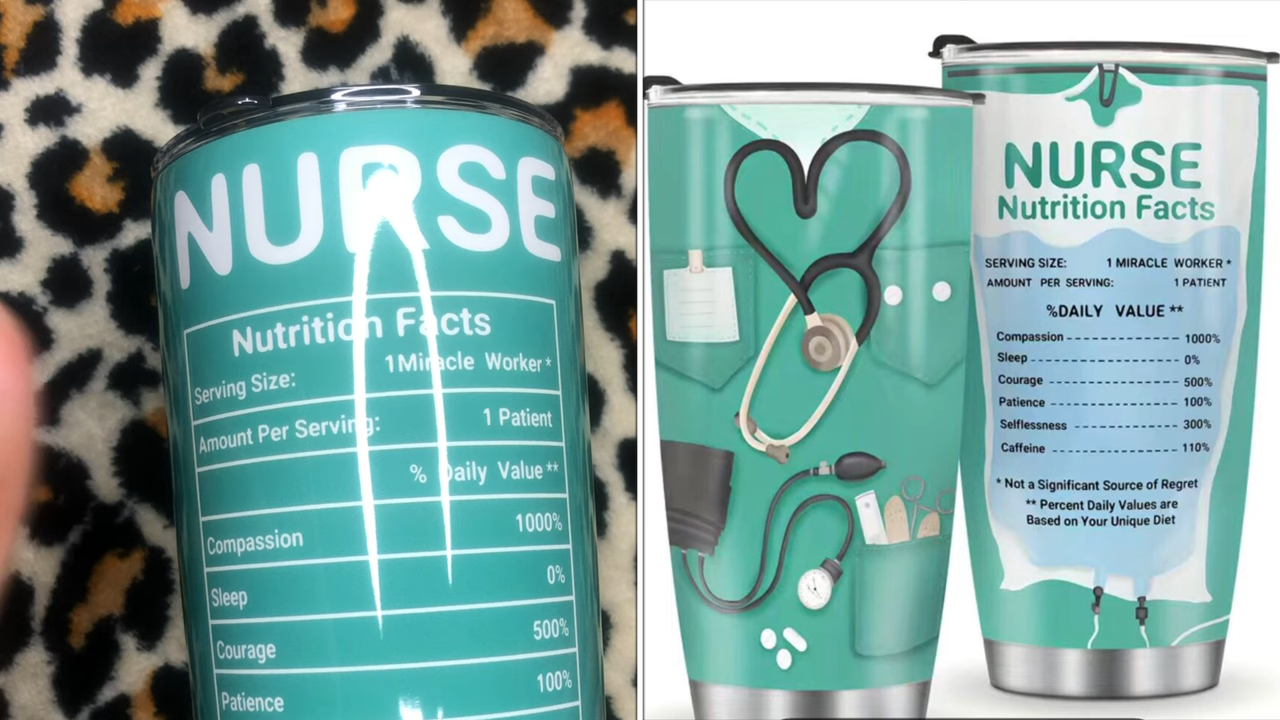 NURSE
Nutrition Facts
Serving Size: 1 Miracle Worker *
Amount Per Serving: 1 Patient
% Daily Value **
Compassion 1000%
Sleep 0%
Courage 500%
Patience 100%
NURSE
Nutrition Facts
SERVING SIZE: 1 MIRACLE WORKER *
AMOUNT PER SERVING: 1 PATIENT
%DAILY VALUE **
Compassion 1000%
Sleep 0%
Courage 500%
Patience 100%
Selflessness 300%
Caffeine 110%
* Not a Significant Source of Regret
** Percent Daily Values are
Based on Your Unique Diet